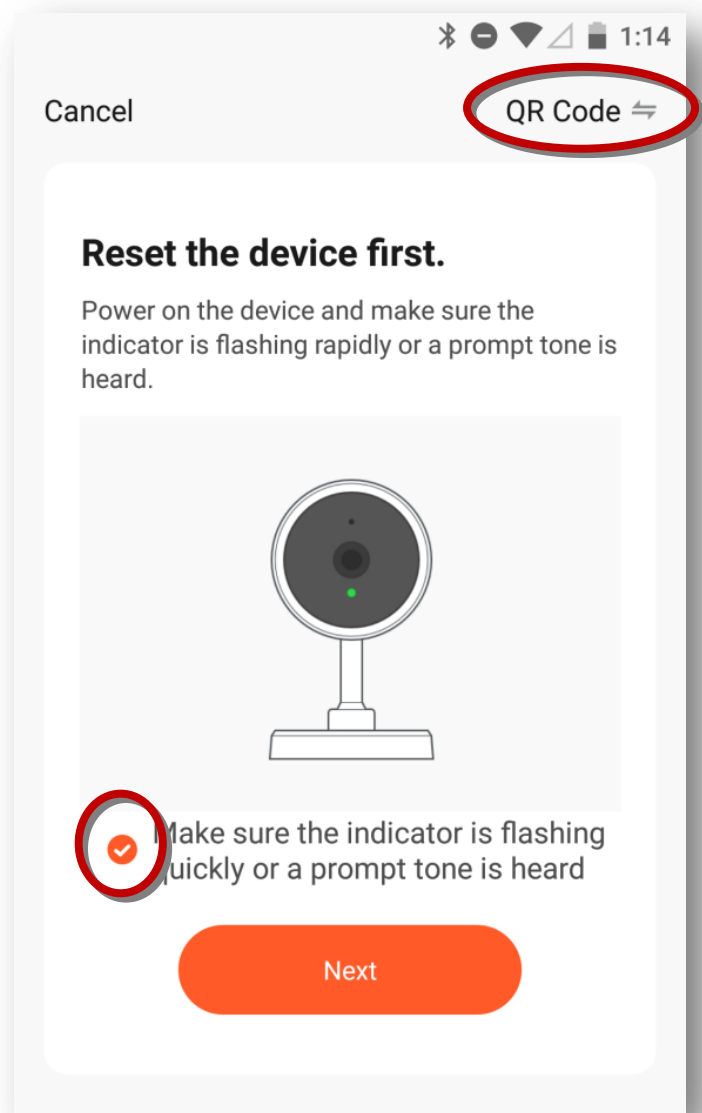 1:14
Cancel
QR Code
Reset the device first.
Power on the device and make sure the
indicator is flashing rapidly or a prompt tone is
heard.
Make sure the indicator is flashing
quickly or a prompt tone is heard
Next